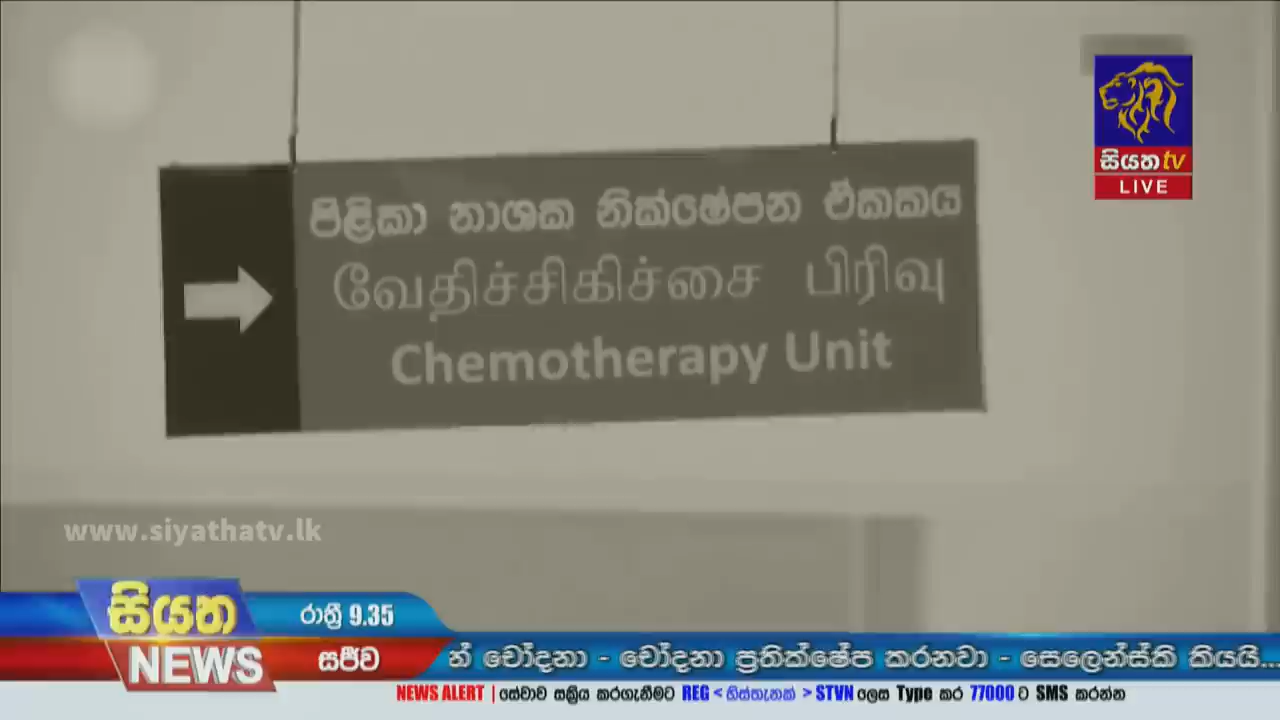 සියත tv
LIVE
පිළිකා නාශක නික්ෂේපන ඒකකය
வேதிச்சிகிச்சை பிரிவு
Chemotherapy Unit
www.siyathatv.lk
සියත
NEWS
රාත්‍රී 9.35
සජීව
න් චෝදනා - චෝදනා ප්‍රතික්ෂේප කරනවා - සෙලෙන්ස්කි කියයි...
NEWS ALERT | සේවාව සක්‍රීය කරගැනීමට REG < හිස්තැනක් > STVN ලෙස Type කර 77000 ට SMS කරන්න